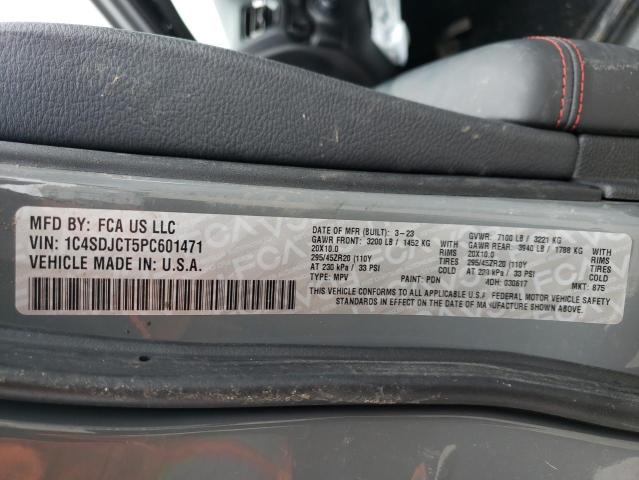 MFD BY: FCA US LLC
VIN: 1C4SDJCT5PC601471
VEHICLE MADE IN: U.S.A.
DATE OF MFR (BUILT): 3-23 GVWR: 7100 LB / 3221 KG
GAWR FRONT: 3200 LB / 1452 KG WITH GAWR REAR: 3940 LB / 1788 KG WITH
20X10.0 RIMS 20X10.0 RIMS
295/45ZR20 (110Y TIRES 295/45ZR20 (110Y TIRES
AT 230 kPa / 33 PSI COLD AT 230 kPa / 33 PSI COLD
TYPE: MPV PAINT: PDN 4DH: 030617 MKT: 875
THIS VEHICLE CONFORMS TO ALL APPLICABLE U.S.A. FEDERAL MOTOR VEHICLE SAFETY
STANDARDS IN EFFECT ON THE DATE OF MANUFACTURE SHOWN ABOVE.